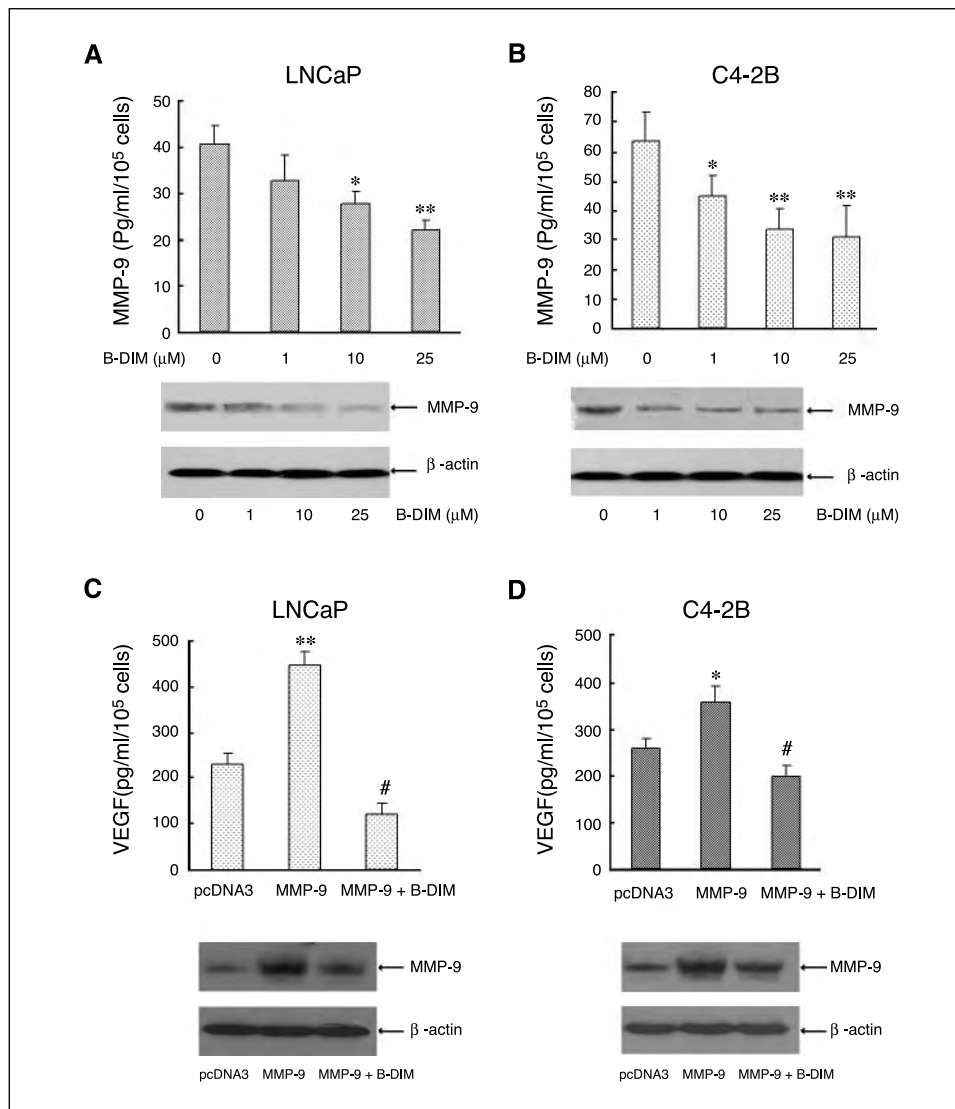 A
LNCaP
MMP-9 (Pg/ml/10⁵ cells)
50
40
30
20
10
0
*
**
B-DIM (μM) 0 1 10 25
MMP-9
β -actin
0 1 10 25 B-DIM (μM)
B
C4-2B
MMP-9 (Pg/ml/10⁵ cells)
80
70
60
50
40
30
20
10
0
*
**
**
B-DIM (μM) 0 1 10 25
MMP-9
β -actin
0 1 10 25 B-DIM (μM)
C
LNCaP
VEGF(pg/ml/10⁵ cells)
500
400
300
200
100
0
**
#
pcDNA3 MMP-9 MMP-9 + B-DIM
MMP-9
β -actin
pcDNA3 MMP-9 MMP-9 + B-DIM
D
C4-2B
VEGF(pg/ml/10⁵ cells)
500
400
300
200
100
0
*
#
pcDNA3 MMP-9 MMP-9 + B-DIM
MMP-9
β -actin
pcDNA3 MMP-9 MMP-9 + B-DIM